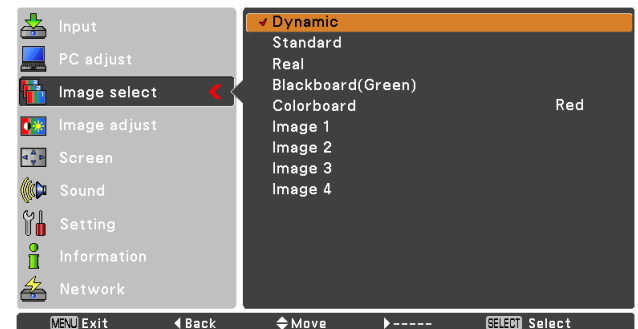 Input
PC adjust
Image select
Image adjust
Screen
Sound
Setting
Information
Network
Dynamic
Standard
Real
Blackboard(Green)
Colorboard Red
Image 1
Image 2
Image 3
Image 4
MENU Exit Back Move ----- SELECT Select